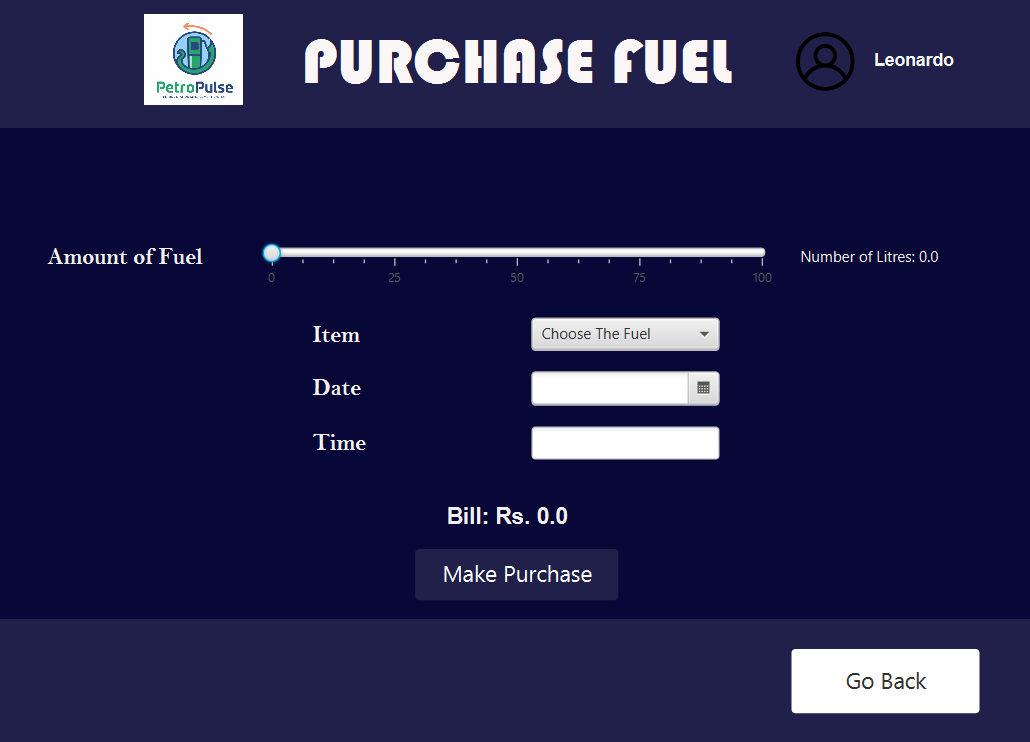 PetroPulse
PURCHASE FUEL
Leonardo
Amount of Fuel
0 25 50 75 100
Number of Litres: 0.0
Item
Choose The Fuel
Date
Time
Bill: Rs. 0.0
Make Purchase
Go Back